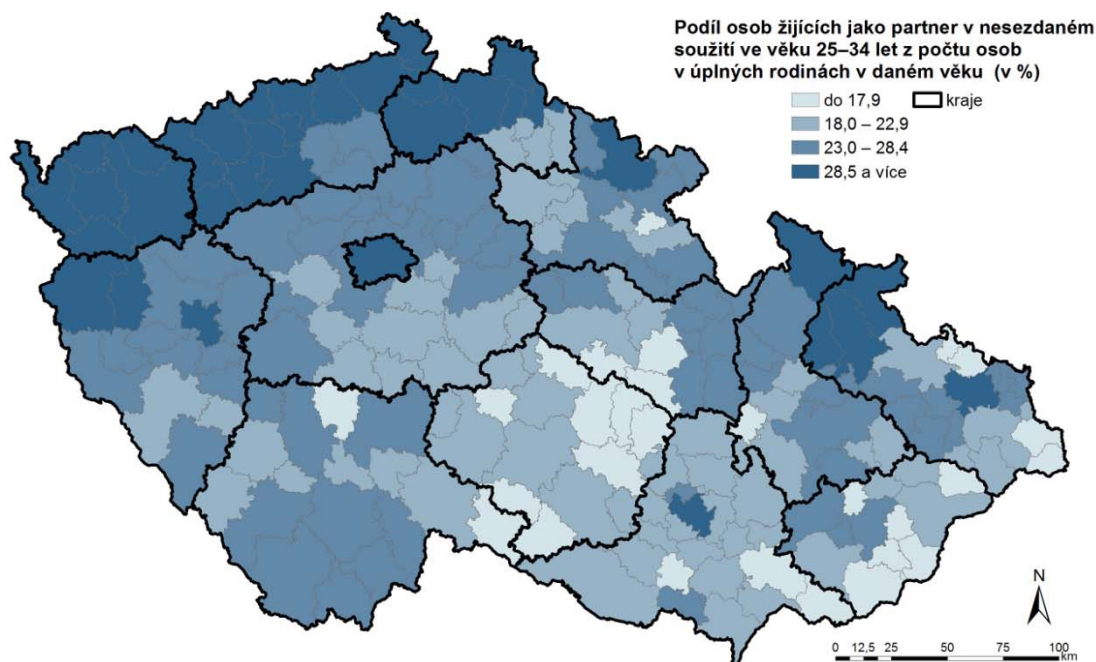 Podíl osob žijících jako partner v nesezdaném
soužití ve věku 25–34 let z počtu osob
v úplných rodinách v daném věku (v %)
do 17,9 kraje
18,0 – 22,9
23,0 – 28,4
28,5 a více
N
0 12,5 25 50 75 100
km